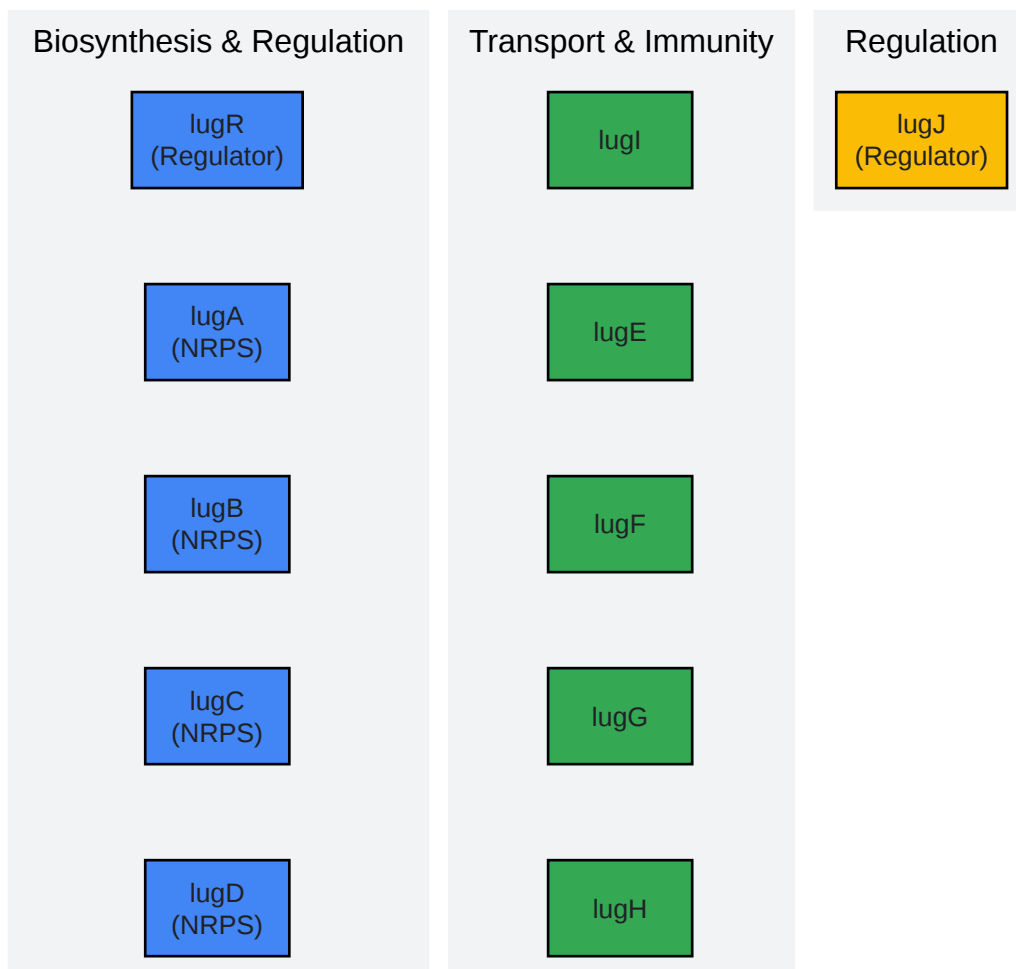 Biosynthesis & Regulation
lugR
(Regulator)
lugA
(NRPS)
lugB
(NRPS)
lugC
(NRPS)
lugD
(NRPS)
Transport & Immunity
lugI
lugE
lugF
lugG
lugH
Regulation
lugJ
(Regulator)